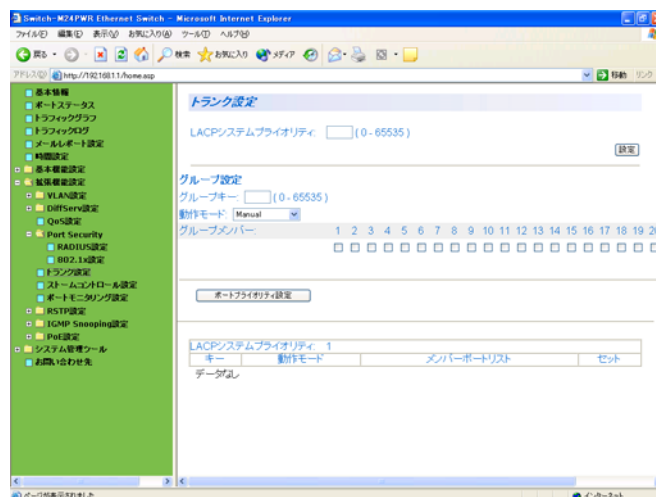 Switch-M24PWR Ethernet Switch - Microsoft Internet Explorer
ファイル(F) 編集(E) 表示(V) お気に入り(A) ツール(T) ヘルプ(H)
戻る 検索 お気に入り メディア
アドレス(D) http://192.168.1.1/home.asp 移動 リンク
基本情報
ポートステータス
トラフィックグラフ
トラフィックログ
メールレポート設定
時間設定
基本機能設定
拡張機能設定
VLAN設定
DiffServ設定
QoS設定
Port Security
RADIUS設定
802.1x設定
トランク設定
ストームコントロール設定
ポートモニタリング設定
RSTP設定
IGMP Snooping設定
PoE設定
システム管理ツール
お問い合わせ先
トランク設定
LACPシステムプライオリティ: ( 0 - 65535 )
設定
グループ設定
グループキー: ( 0 - 65535 )
動作モード: Manual
グループメンバー: 1 2 3 4 5 6 7 8 9 10 11 12 13 14 15 16 17 18 19
ポートプライオリティ設定
LACPシステムプライオリティ: 1
キー 動作モード メンバーポートリスト セット
データなし
ページが表示されました インターネット